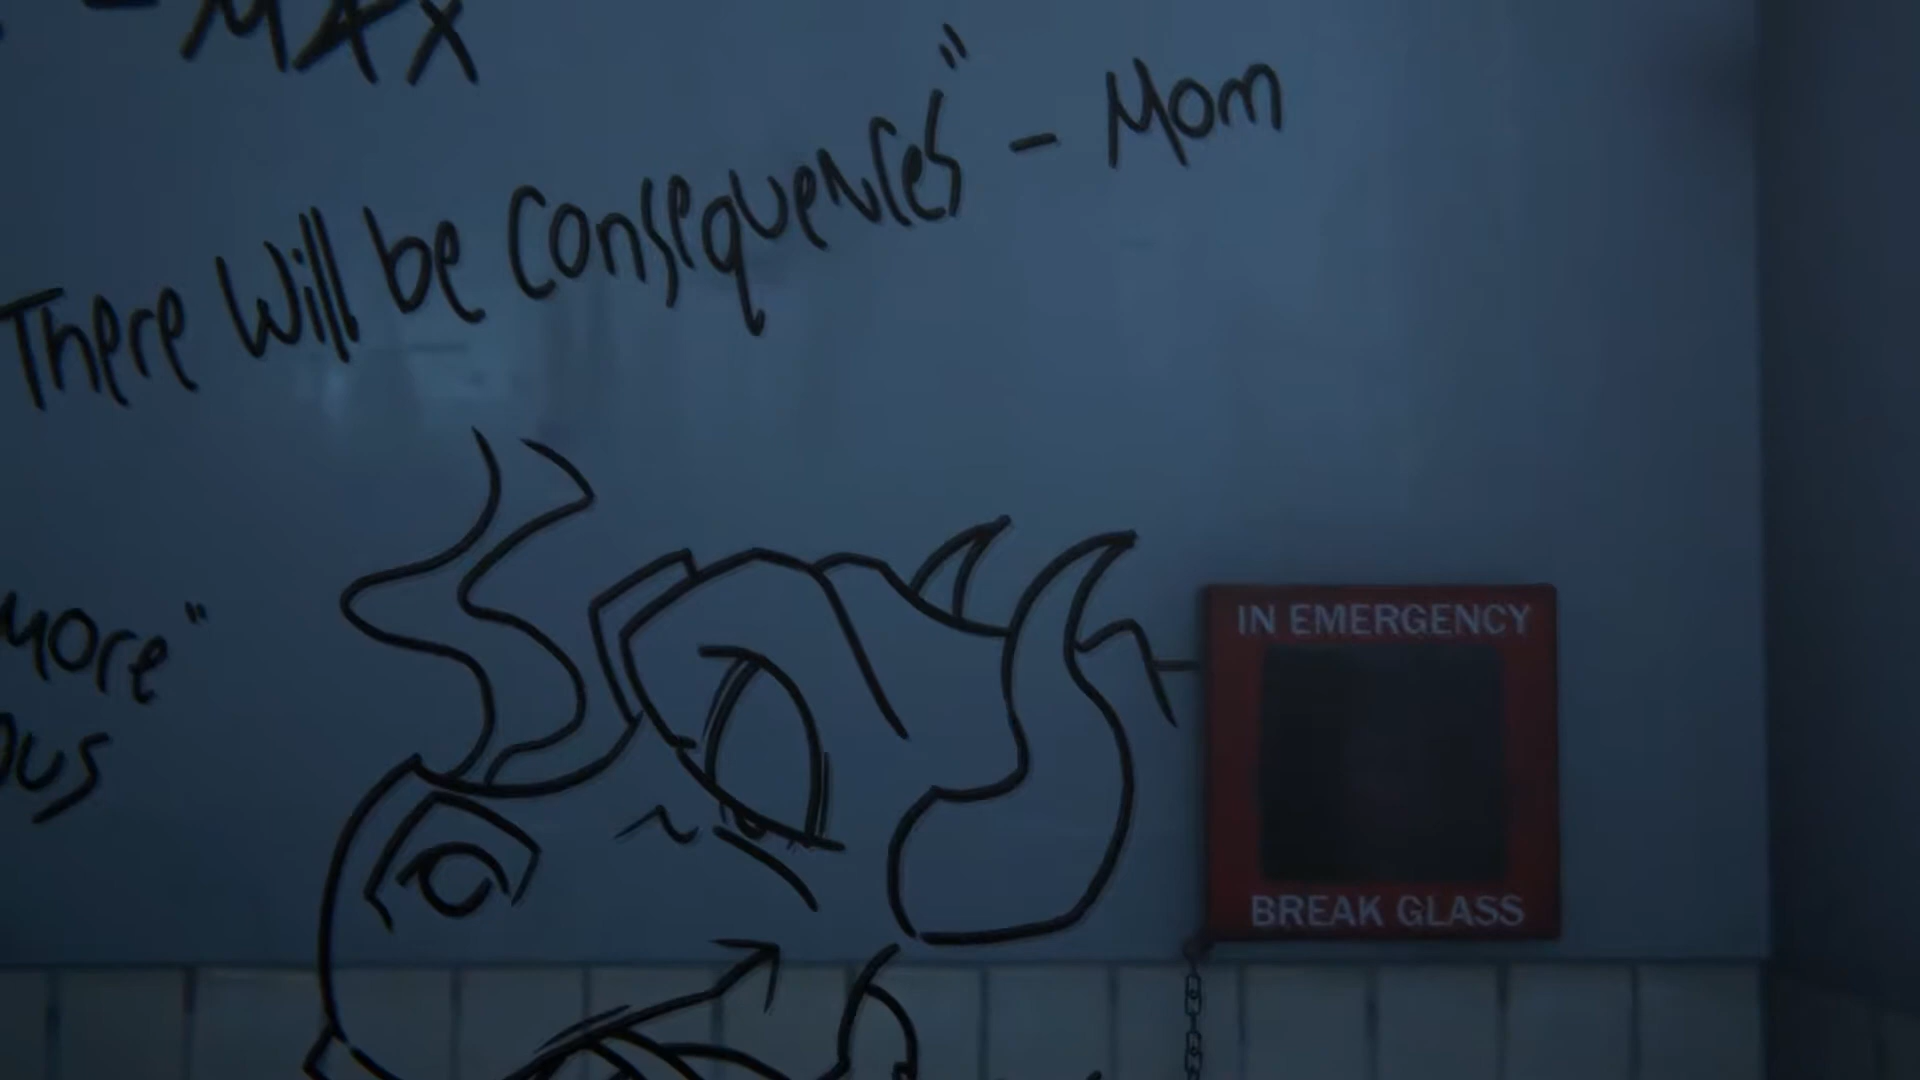 - MAX
There Will be Consequences" - Mom
more"
ous
IN EMERGENCY
BREAK GLASS